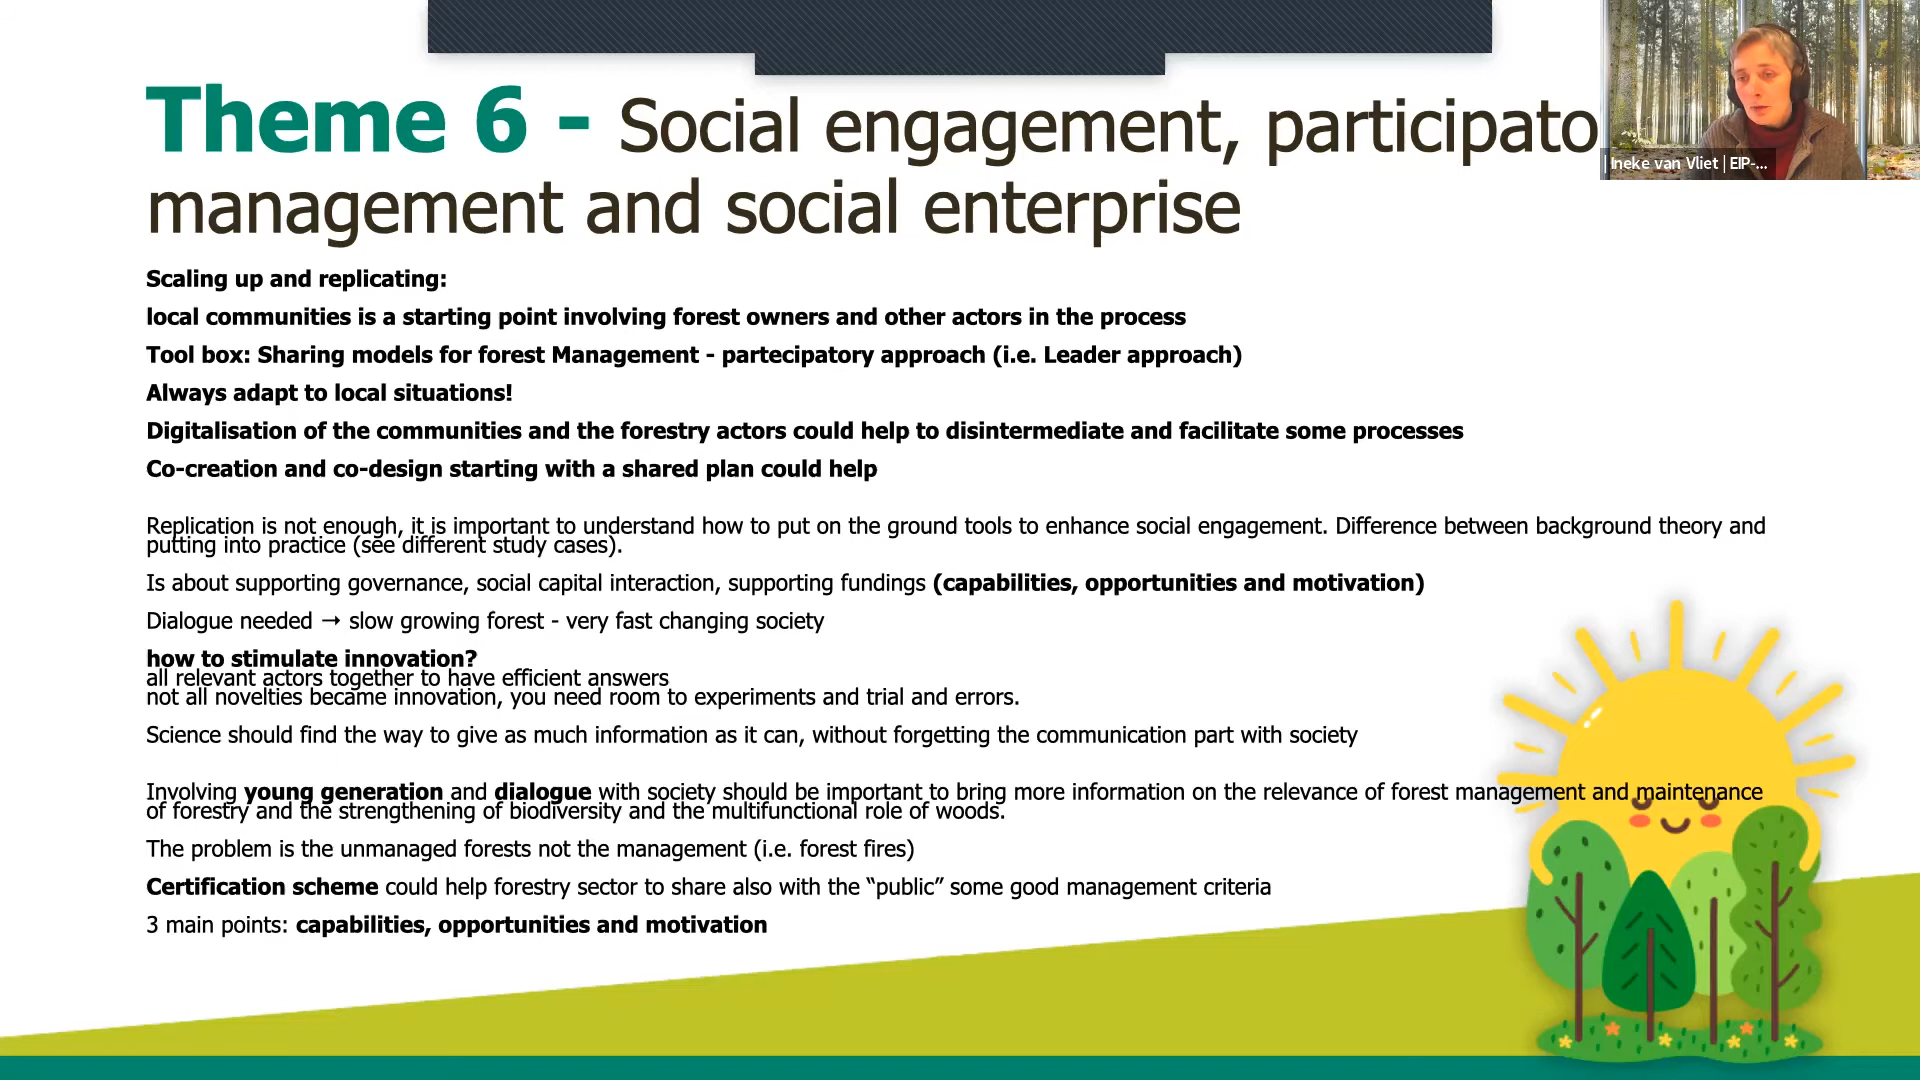 Theme 6 - Social engagement, participato
management and social enterprise
Ineke van Vliet | EIP-...
Scaling up and replicating:
local communities is a starting point involving forest owners and other actors in the process
Tool box: Sharing models for forest Management - partecipatory approach (i.e. Leader approach)
Always adapt to local situations!
Digitalisation of the communities and the forestry actors could help to disintermediate and facilitate some processes
Co-creation and co-design starting with a shared plan could help
Replication is not enough, it is important to understand how to put on the ground tools to enhance social engagement. Difference between background theory and
putting into practice (see different study cases).
Is about supporting governance, social capital interaction, supporting fundings (capabilities, opportunities and motivation)
Dialogue needed → slow growing forest - very fast changing society
how to stimulate innovation?
all relevant actors together to have efficient answers
not all novelties became innovation, you need room to experiments and trial and errors.
Science should find the way to give as much information as it can, without forgetting the communication part with society
Involving young generation and dialogue with society should be important to bring more information on the relevance of forest management and maintenance
of forestry and the strengthening of biodiversity and the multifunctional role of woods.
The problem is the unmanaged forests not the management (i.e. forest fires)
Certification scheme could help forestry sector to share also with the “public” some good management criteria
3 main points: capabilities, opportunities and motivation